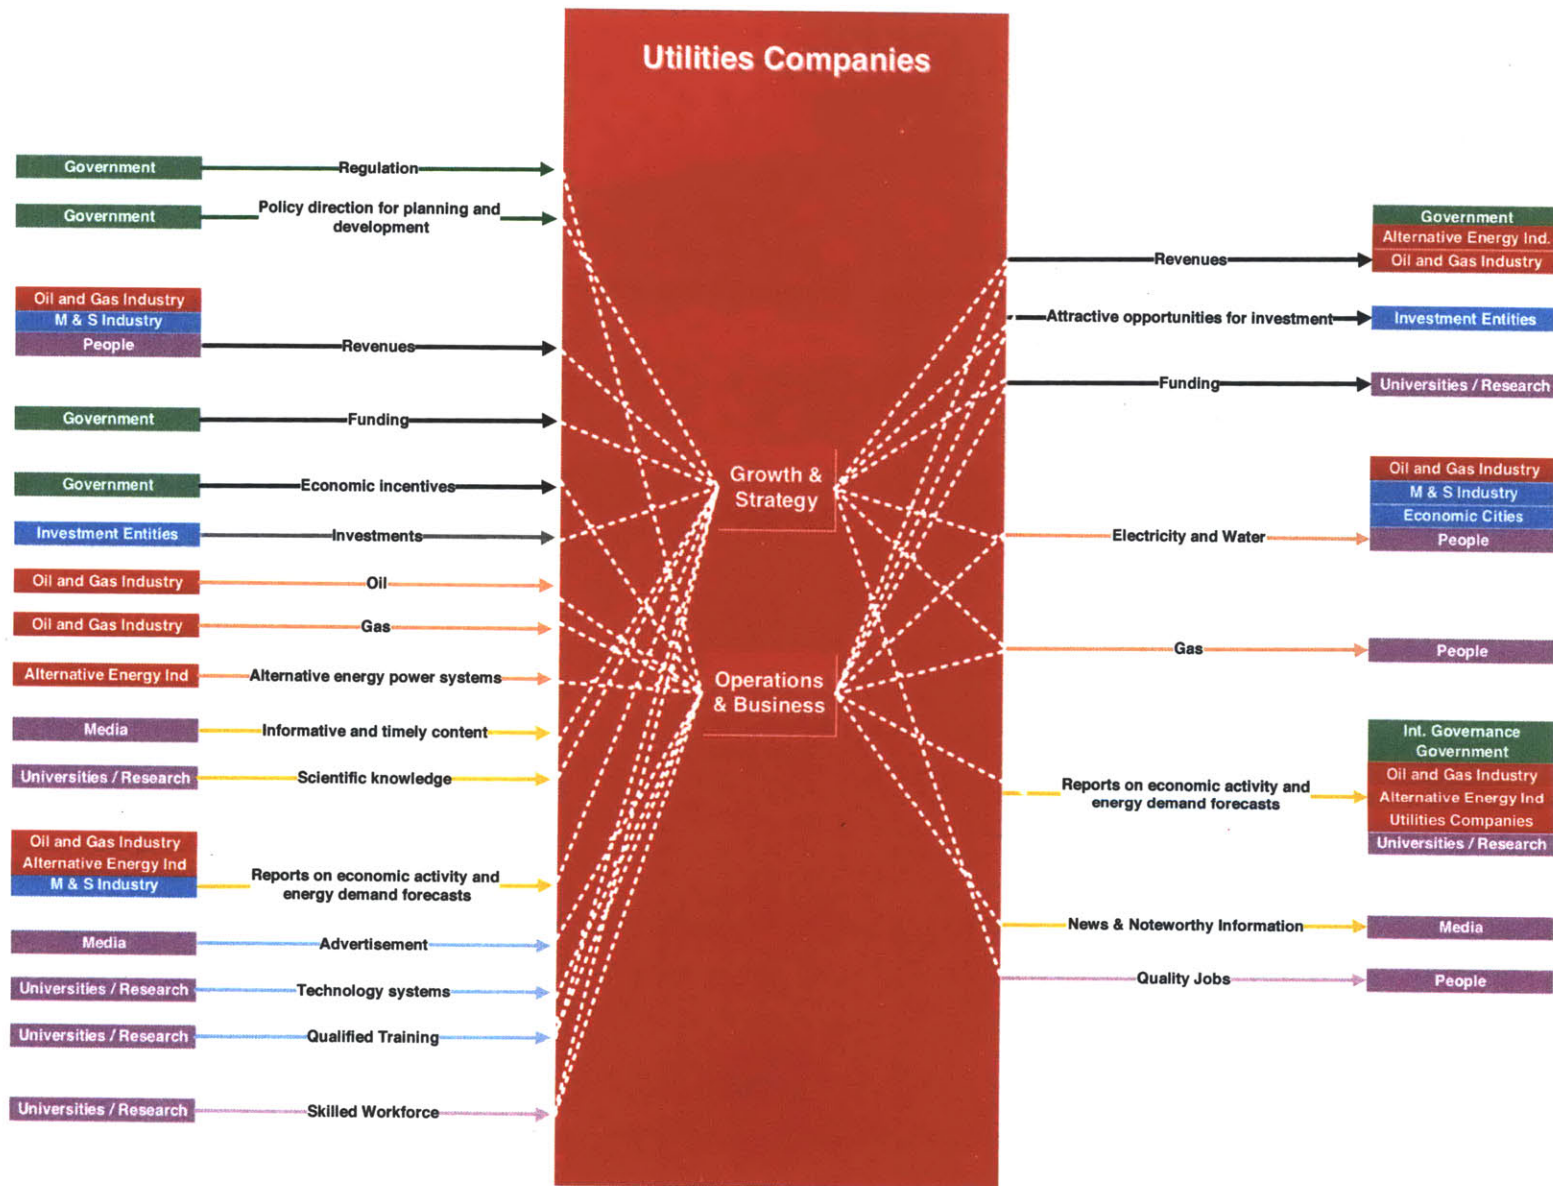 Utilities Companies
Government
Regulation
Government
Policy direction for planning and
development
Oil and Gas Industry
M & S Industry
People
Revenues
Government
Funding
Government
Economic incentives
Investment Entities
Investments
Oil and Gas Industry
Oil
Oil and Gas Industry
Gas
Alternative Energy Ind
Alternative energy power systems
Media
Informative and timely content
Universities / Research
Scientific knowledge
Oil and Gas Industry
Alternative Energy Ind
M & S Industry
Reports on economic activity and
energy demand forecasts
Media
Advertisement
Universities / Research
Technology systems
Universities / Research
Qualified Training
Universities / Research
Skilled Workforce
Growth &
Strategy
Operations
& Business
Revenues
Government
Alternative Energy Ind.
Oil and Gas Industry
Attractive opportunities for investment
Investment Entities
Funding
Universities / Research
Electricity and Water
Oil and Gas Industry
M & S Industry
Economic Cities
People
Gas
People
Reports on economic activity and
energy demand forecasts
Int. Governance
Government
Oil and Gas Industry
Alternative Energy Ind
Utilities Companies
Universities / Research
News & Noteworthy Information
Media
Quality Jobs
People